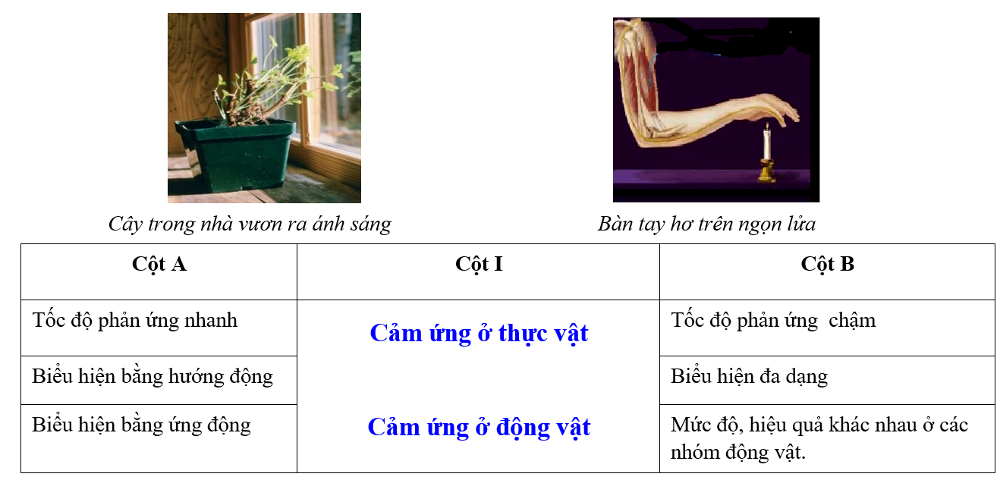 Cây trong nhà vươn ra ánh sáng
Bàn tay hơ trên ngọn lửa
Cột A
Cột I
Cột B
Tốc độ phản ứng nhanh
Cảm ứng ở thực vật
Tốc độ phản ứng chậm
Biểu hiện bằng hướng động
Biểu hiện đa dạng
Biểu hiện bằng ứng động
Cảm ứng ở động vật
Mức độ, hiệu quả khác nhau ở các
nhóm động vật.